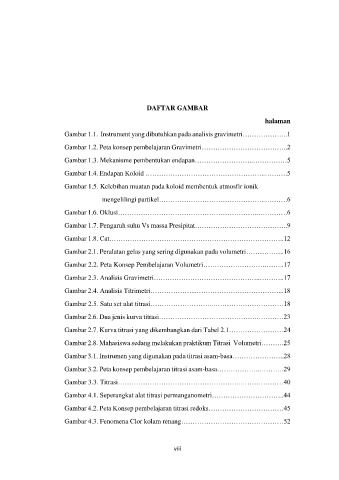 DAFTAR GAMBAR
halaman
Gambar 1.1. Instrument yang dibutuhkan pada analisis gravimetri………………..1
Gambar 1.2. Peta konsep pembelajaran Gravimetri…………………………………2
Gambar 1.3. Mekanisme pembentukan endapan……………………………………5
Gambar 1.4. Endapan Koloid ………………………………………………………5
Gambar 1.5. Kelebihan muatan pada koloid membentuk atmosfir ionik
mengelilingi partikel…………………………………………………6
Gambar 1.6. Oklusi…………………………………………………………………6
Gambar 1.7. Pengaruh suhu Vs massa Presipitat……………………………………9
Gambar 1.8. Cat……………………………………………………………………12
Gambar 2.1. Peralatan gelas yang sering digunakan pada volumetri……………..16
Gambar 2.2. Peta Konsep Pembelajaran Volumetri………………………………17
Gambar 2.3. Analisis Gravimetri…………………………………………………..17
Gambar 2.4. Analisis Titrimetri……………………………………………………18
Gambar 2.5. Satu set alat titrasi……………………………………………………18
Gambar 2.6. Dua jenis kurva titrasi………………………………………………..23
Gambar 2.7. Kurva titrasi yang dikembangkan dari Tabel 2.1……………………24
Gambar 2.8. Mahasiswa sedang melakukan praktikum Titrasi Volumetri……….25
Gambar 3.1. Instrumen yang digunakan pada titrasi asam-basa…………………..28
Gambar 3.2. Peta konsep pembelajaran titrasi asam-basa…………………………29
Gambar 3.3. Titrasi…………………………………………………………………40
Gambar 4.1. Seperangkat alat titrasi permanganometri……………………………44
Gambar 4.2. Peta Konsep pembelajaran titrasi redoks……………………………45
Gambar 4.3. Fenomena Clor kolam renang………………………………………52
viii